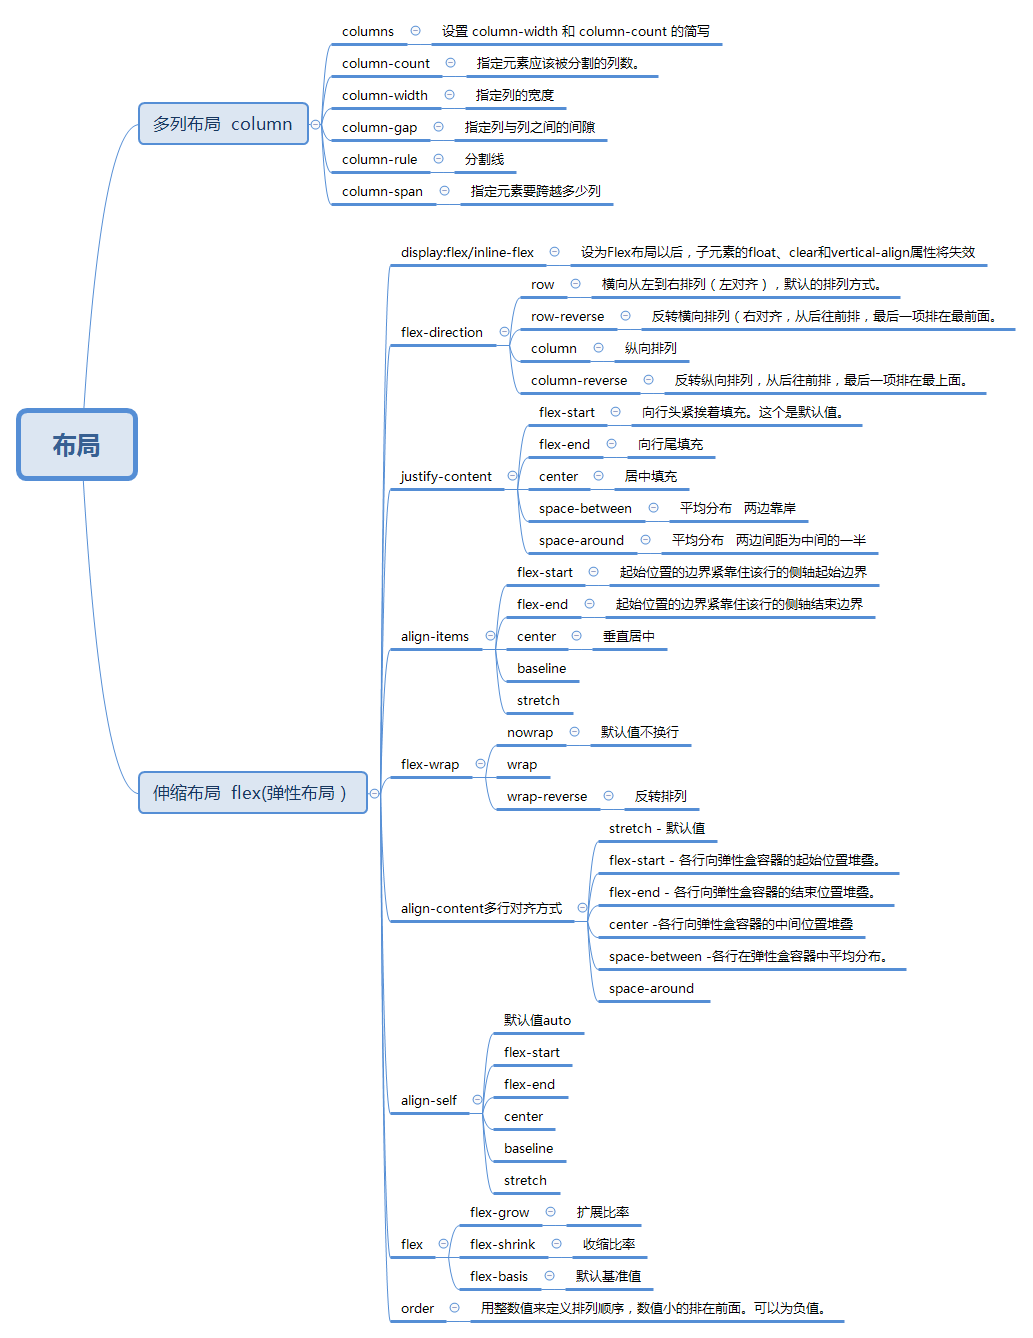 布局
多列布局 column
columns
设置 column-width 和 column-count 的简写
column-count
指定元素应该被分割的列数。
column-width
指定列的宽度
column-gap
指定列与列之间的间隙
column-rule
分割线
column-span
指定元素要跨越多少列
伸缩布局 flex(弹性布局）
display:flex/inline-flex
设为Flex布局以后，子元素的float、clear和vertical-align属性将失效
flex-direction
row
横向从左到右排列（左对齐），默认的排列方式。
row-reverse
反转横向排列（右对齐，从后往前排，最后一项排在最前面。
column
纵向排列
column-reverse
反转纵向排列，从后往前排，最后一项排在最上面。
justify-content
flex-start
向行头紧挨着填充。这个是默认值。
flex-end
向行尾填充
center
居中填充
space-between
平均分布 两边靠岸
space-around
平均分布 两边间距为中间的一半
align-items
flex-start
起始位置的边界紧靠住该行的侧轴起始边界
flex-end
起始位置的边界紧靠住该行的侧轴结束边界
center
垂直居中
baseline
stretch
flex-wrap
nowrap
默认值不换行
wrap
wrap-reverse
反转排列
align-content多行对齐方式
stretch - 默认值
flex-start - 各行向弹性盒容器的起始位置堆叠。
flex-end - 各行向弹性盒容器的结束位置堆叠。
center -各行向弹性盒容器的中间位置堆叠
space-between -各行在弹性盒容器中平均分布。
space-around
align-self
默认值auto
flex-start
flex-end
center
baseline
stretch
flex
flex-grow
扩展比率
flex-shrink
收缩比率
flex-basis
默认基准值
order
用整数值来定义排列顺序，数值小的排在前面。可以为负值。